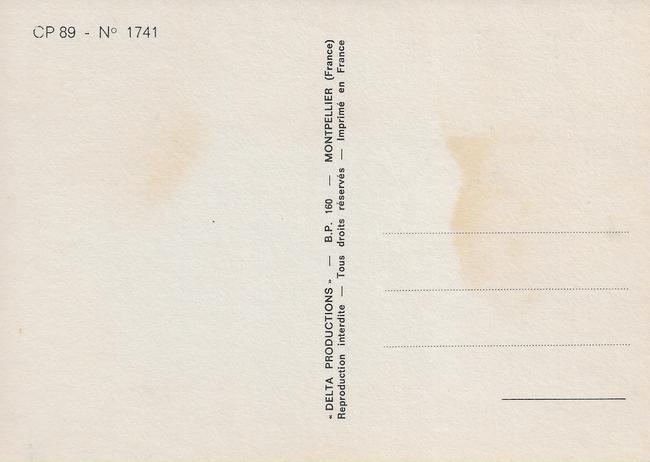 CP 89 - N° 1741
« DELTA PRODUCTIONS » — B.P. 160 — MONTPELLIER (France)
Reproduction interdite — Tous droits réservés — Imprimé en France